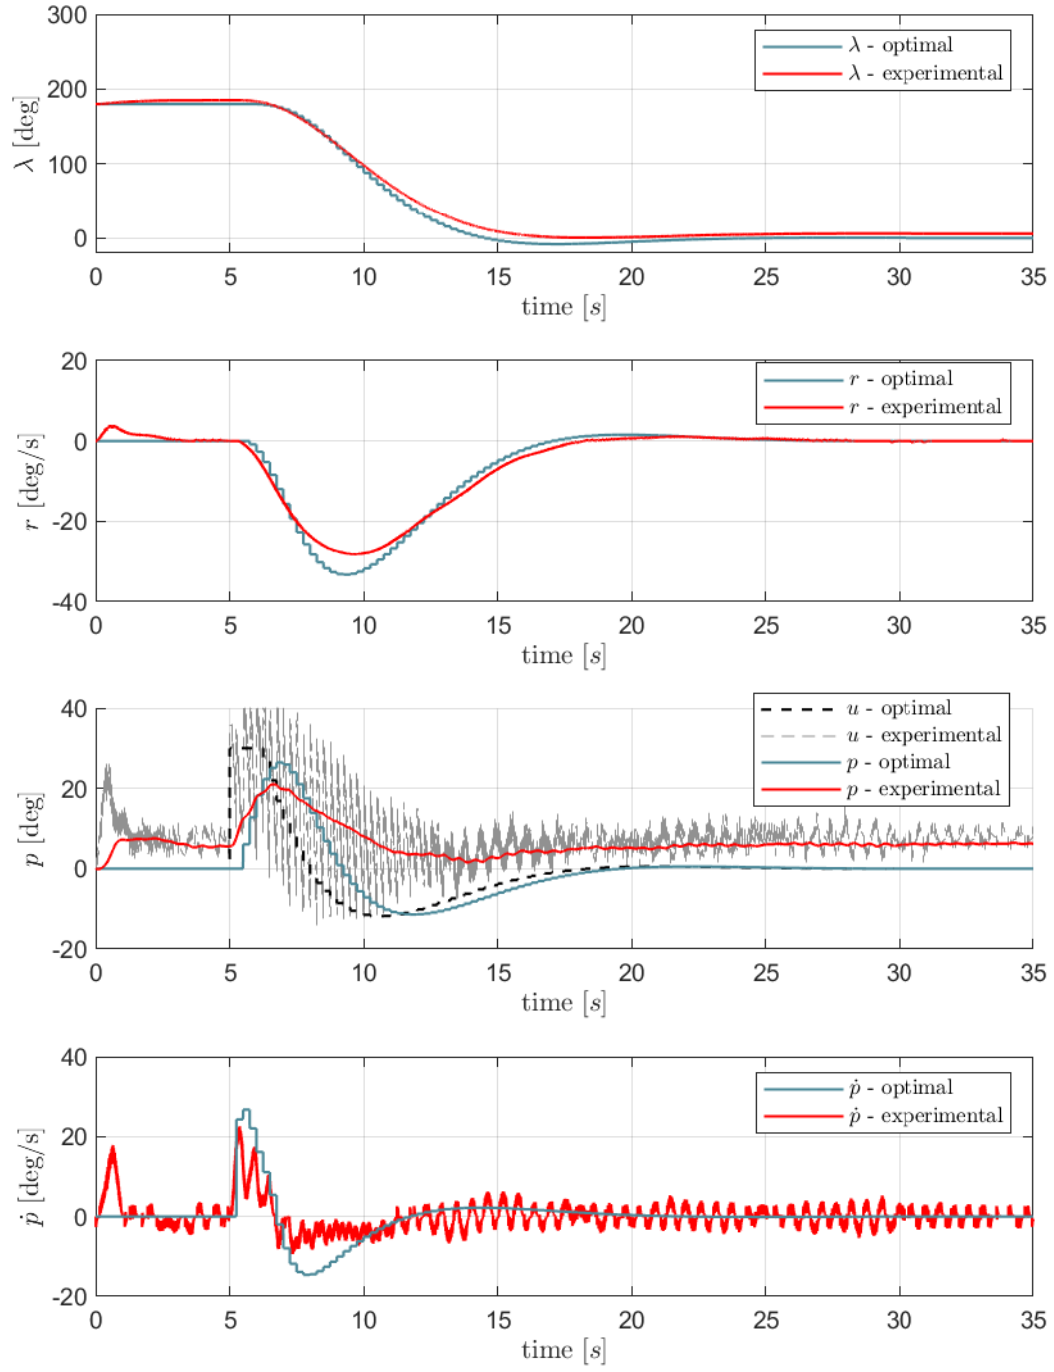 300
200
100
0
λ [deg]
λ - optimal
λ - experimental
0 5 10 15 20 25 30 35
time [s]
20
0
-20
-40
r [deg/s]
r - optimal
r - experimental
0 5 10 15 20 25 30 35
time [s]
40
20
0
-20
p [deg]
u - optimal
u - experimental
p - optimal
p - experimental
0 5 10 15 20 25 30 35
time [s]
40
20
0
-20
ṗ [deg/s]
ṗ - optimal
ṗ - experimental
0 5 10 15 20 25 30 35
time [s]